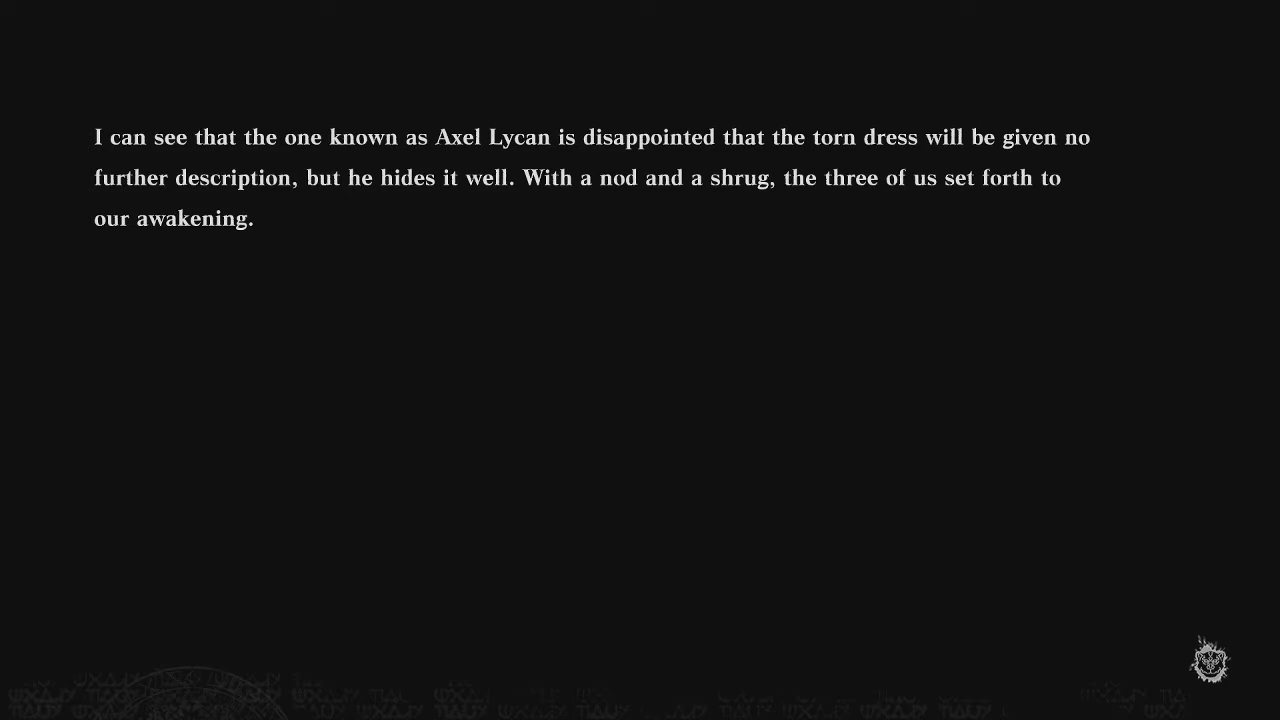 I can see that the one known as Axel Lycan is disappointed that the torn dress will be given no
further description, but he hides it well. With a nod and a shrug, the three of us set forth to
our awakening.